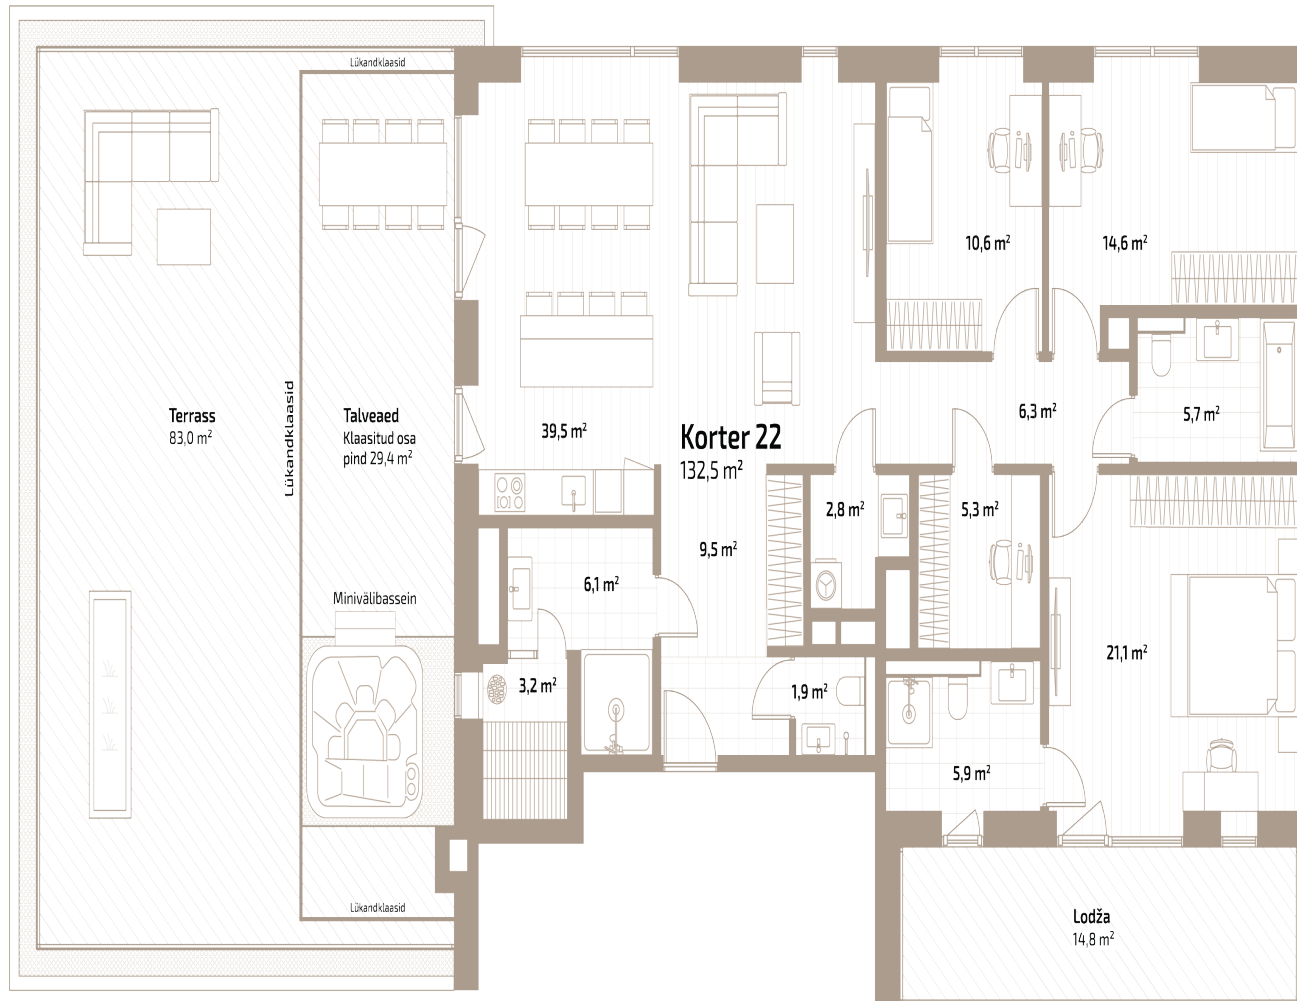 Lükandklaasid
10,6 m²
14,6 m²
Terrass
83,0 m²
Lükandklaasid
Talveaed
Klaasitud osa
pind 29,4 m²
39,5 m²
Korter 22
132,5 m²
6,3 m²
5,7 m²
2,8 m²
5,3 m²
9,5 m²
6,1 m²
Minivälibassein
3,2 m²
1,9 m²
21,1 m²
5,9 m²
Lükandklaasid
Lodža
14,8 m²